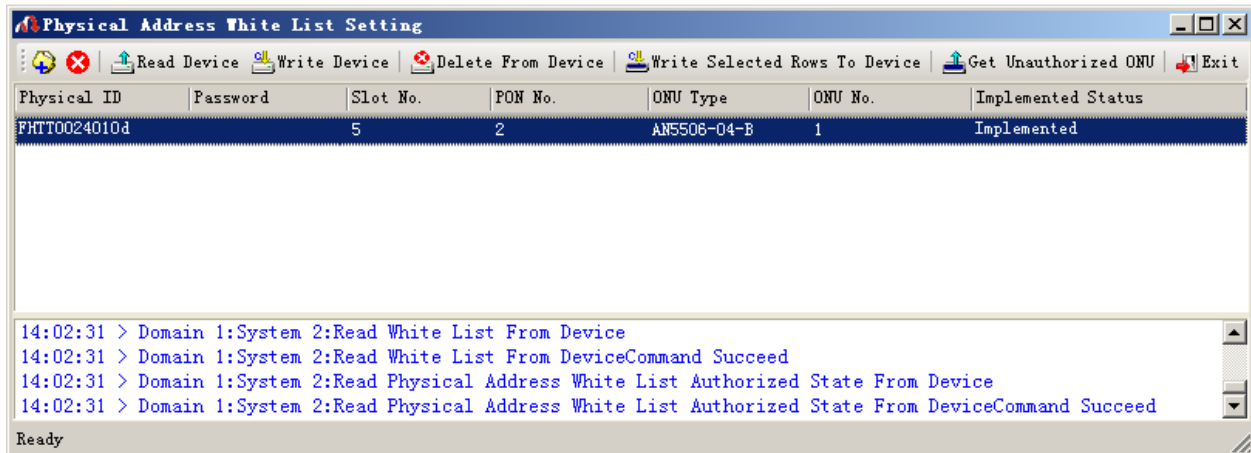 Physical Address White List Setting
Read Device Write Device Delete From Device Write Selected Rows To Device Get Unauthorized ONU Exit
Physical ID Password Slot No. PON No. ONU Type ONU No. Implemented Status
FHTT0024010d 5 2 AN5506-04-B 1 Implemented
14:02:31 > Domain 1:System 2:Read White List From Device
14:02:31 > Domain 1:System 2:Read White List From DeviceCommand Succeed
14:02:31 > Domain 1:System 2:Read Physical Address White List Authorized State From Device
14:02:31 > Domain 1:System 2:Read Physical Address White List Authorized State From DeviceCommand Succeed
Ready